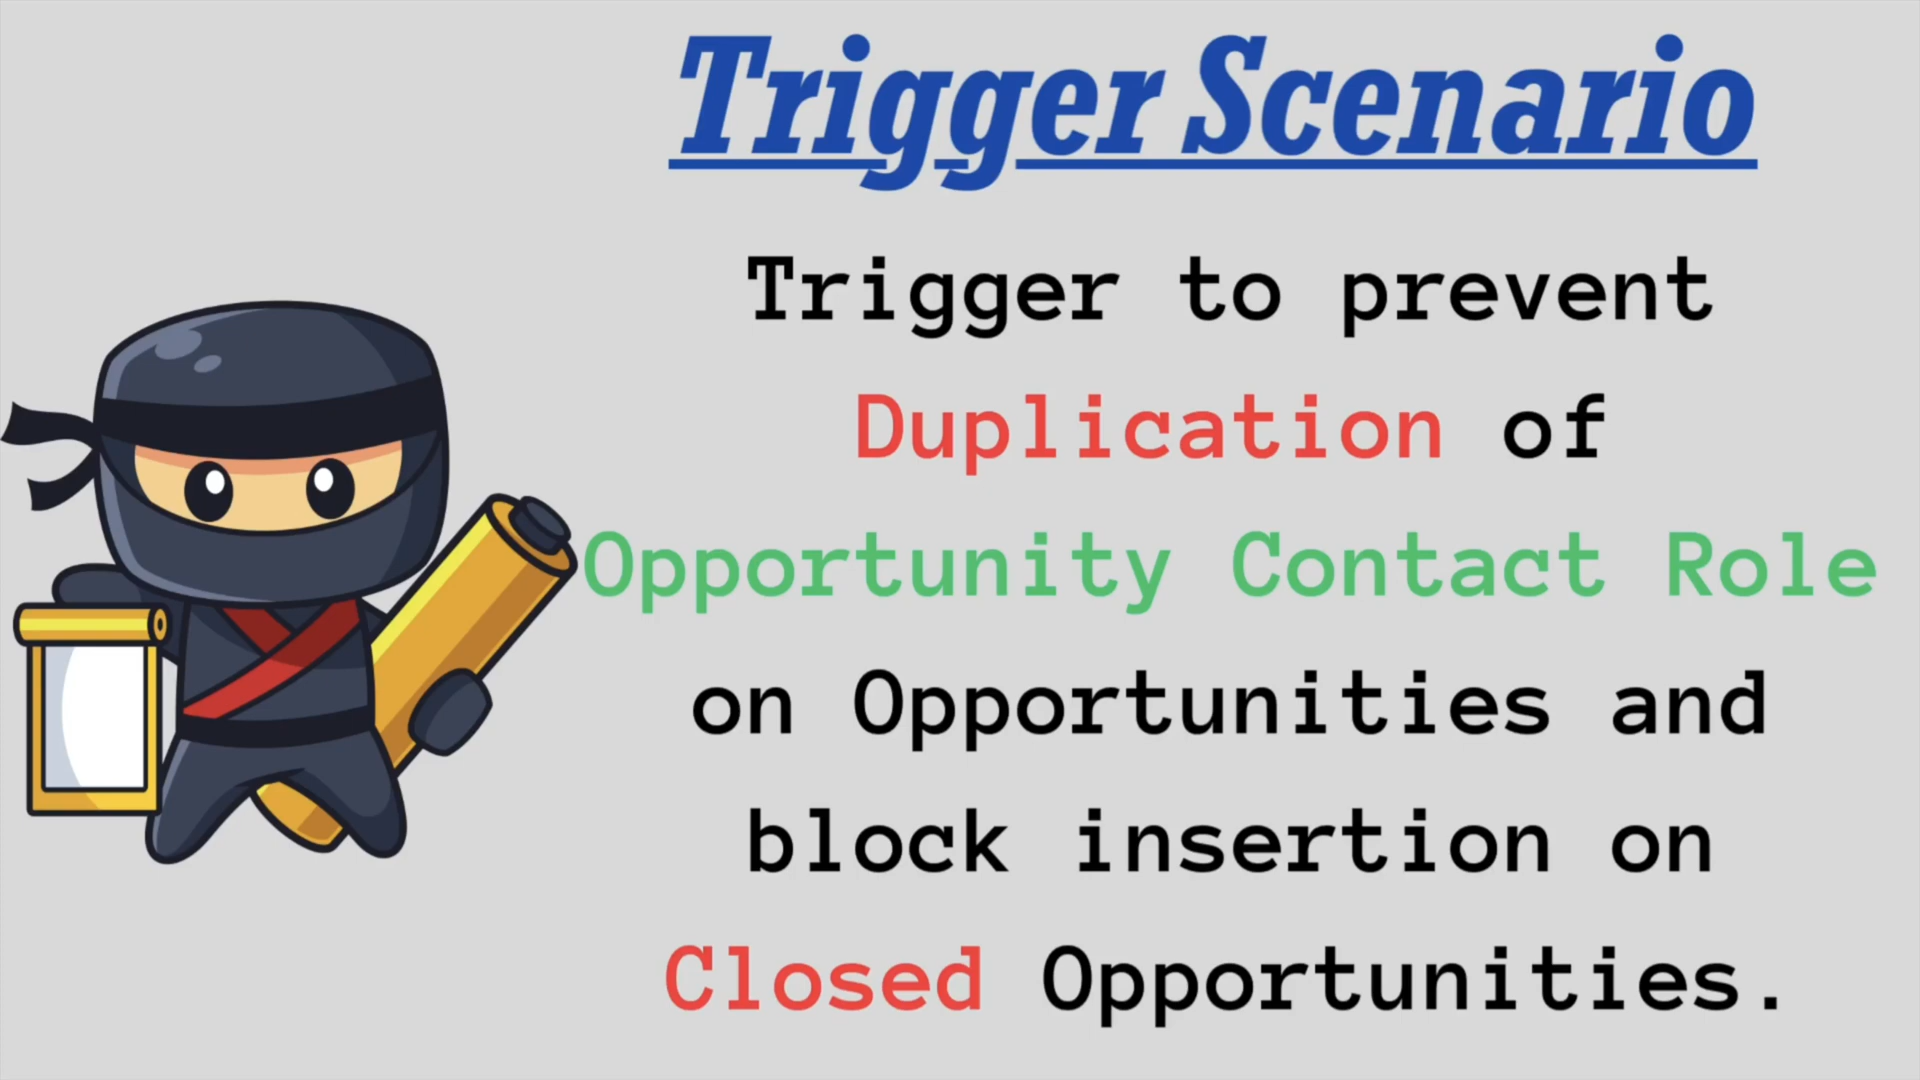 Trigger Scenario
Trigger to prevent
Duplication of
Opportunity Contact Role
on Opportunities and
block insertion on
Closed Opportunities.